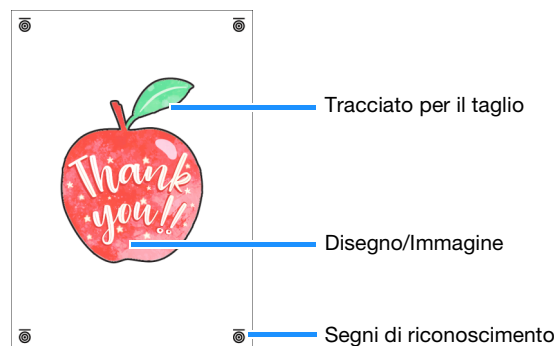 Tracciato per il taglio
Thank
you!!
Disegno/Immagine
Segni di riconoscimento